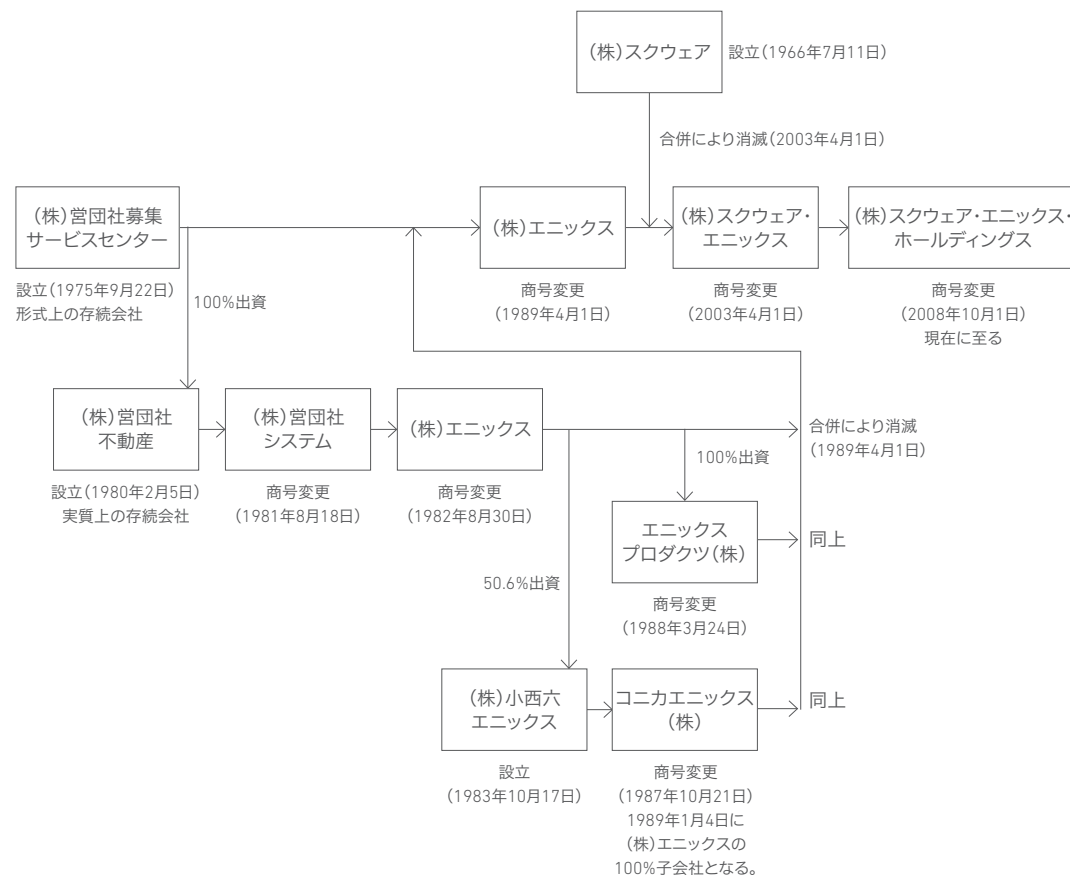 (株)スクウェア
設立(1966年7月11日)
合併により消滅(2003年4月1日)
(株)営団社募集
サービスセンター
設立(1975年9月22日)
形式上の存続会社
100%出資
(株)エニックス
商号変更
(1989年4月1日)
(株)スクウェア・
エニックス
商号変更
(2003年4月1日)
(株)スクウェア・エニックス・
ホールディングス
商号変更
(2008年10月1日)
現在に至る
(株)営団社
不動産
設立(1980年2月5日)
実質上の存続会社
(株)営団社
システム
商号変更
(1981年8月18日)
(株)エニックス
商号変更
(1982年8月30日)
合併により消滅
(1989年4月1日)
100%出資
エニックス
プロダクツ(株)
同上
商号変更
(1988年3月24日)
50.6%出資
(株)小西六
エニックス
設立
(1983年10月17日)
コニカエニックス
(株)
同上
商号変更
(1987年10月21日)
1989年1月4日に
(株)エニックスの
100%子会社となる。